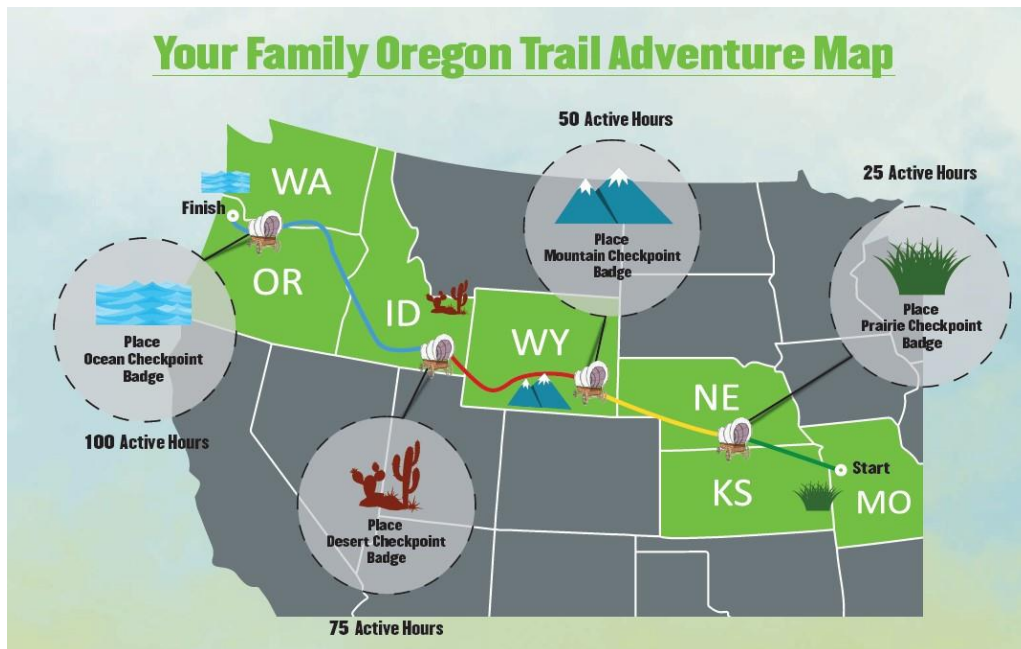 Your Family Oregon Trail Adventure Map
50 Active Hours
Place
Mountain Checkpoint
Badge
25 Active Hours
Place
Prairie Checkpoint
Badge
WA
Finish
OR
ID
WY
NE
KS
MO
Start
Place
Ocean Checkpoint
Badge
100 Active Hours
Place
Desert Checkpoint
Badge
75 Active Hours